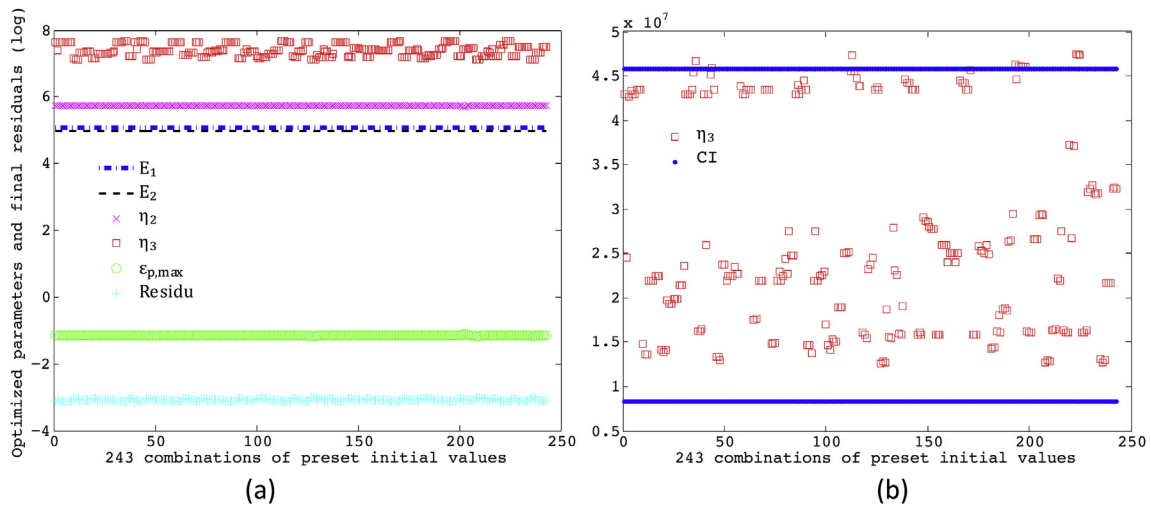 Optimized parameters and final residuals (log)
8
6
4
2
0
−2
−4
E1
E2
η2
η3
εp,max
Residu
0
50
100
150
200
250
243 combinations of preset initial values
(a)
x 10^7
5
4.5
4
3.5
3
2.5
2
1.5
1
0.5
η3
CI
0
50
100
150
200
250
243 combinations of preset initial values
(b)